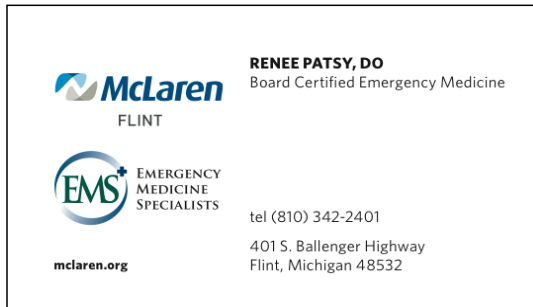 McLaren
FLINT
EMS
EMERGENCY
MEDICINE
SPECIALISTS
mclaren.org
RENEE PATSY, DO
Board Certified Emergency Medicine
tel (810) 342-2401
401 S. Ballenger Highway
Flint, Michigan 48532